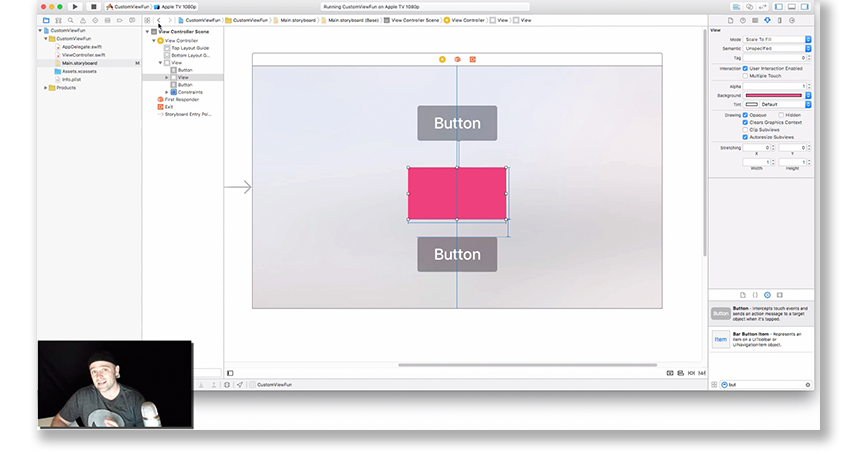 CustomViewFun
Apple TV 1080p
Running CustomViewFun on Apple TV 1080p
CustomViewFun
CustomViewFun
Main.storyboard
Main.storyboard (Base)
View Controller Scene
View Controller
View
View
CustomViewFun
CustomViewFun
AppDelegate.swift
ViewController.swift
Main.storyboard
M
Assets.xcassets
Info.plist
Products
View Controller Scene
View Controller
Top Layout Guide
Bottom Layout G...
View
Button
View
Button
Constraints
First Responder
Exit
Storyboard Entry Poi...
Button
Button
View
Mode
Scale To Fill
Semantic
Unspecified
Tag
0
Interaction
User Interaction Enabled
Multiple Touch
Alpha
1
Background
Tint
Default
Drawing
Opaque
Hidden
Clears Graphics Context
Clip Subviews
Autoresize Subviews
Stretching
0
0
X
Y
1
1
Width
Height
Button
Button - Intercepts touch events and
sends an action message to a target
object when it's tapped.
Item
Bar Button Item - Represents an
item on a UIToolbar or
UINavigationItem object.
CustomViewFun
but